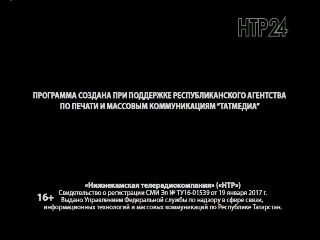 НТР24
ПРОГРАММА СОЗДАНА ПРИ ПОДДЕРЖКЕ РЕСПУБЛИКАНСКОГО АГЕНТСТВА
ПО ПЕЧАТИ И МАССОВЫМ КОММУНИКАЦИЯМ "ТАТМЕДИА"
«Нижнекамская телерадиокомпания» («НТР»)
16+ Свидетельство о регистрации СМИ Эл № ТУ16-01539 от 19 января 2017 г.
Выдано Управлением Федеральной службы по надзору в сфере связи,
информационных технологий и массовых коммуникаций по Республике Татарстан.